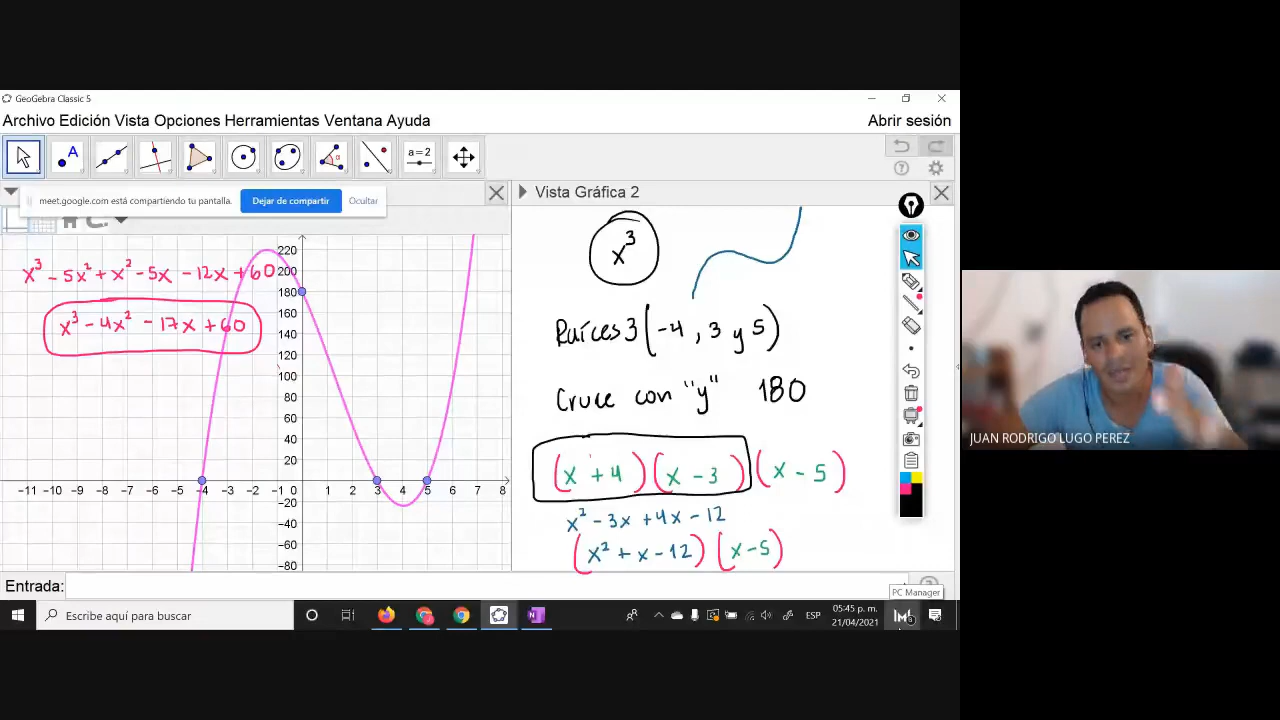 GeoGebra Classic 5
Archivo Edición Vista Opciones Herramientas Ventana Ayuda
Abrir sesión
A
α
a=2
meet.google.com está compartiendo tu pantalla.
Dejar de compartir
Ocultar
Vista Gráfica 2
x³ - 5x² + x² - 5x - 12x + 60
x³ - 4x² - 17x + 60
220
200
180
160
140
120
100
80
60
40
20
-20
-40
-60
-80
-11 -10 -9 -8 -7 -6 -5 -4 -3 -2 -1 0 1 2 3 4 5 6 7 8
x³
Raíces 3 (-4, 3 y 5)
Cruce con "y" 180
(x + 4)(x - 3)(x - 5)
x² - 3x + 4x - 12
(x² + x - 12)(x - 5)
JUAN RODRIGO LUGO PEREZ
Entrada:
PC Manager
Escribe aquí para buscar
ESP
05:45 p. m.
21/04/2021